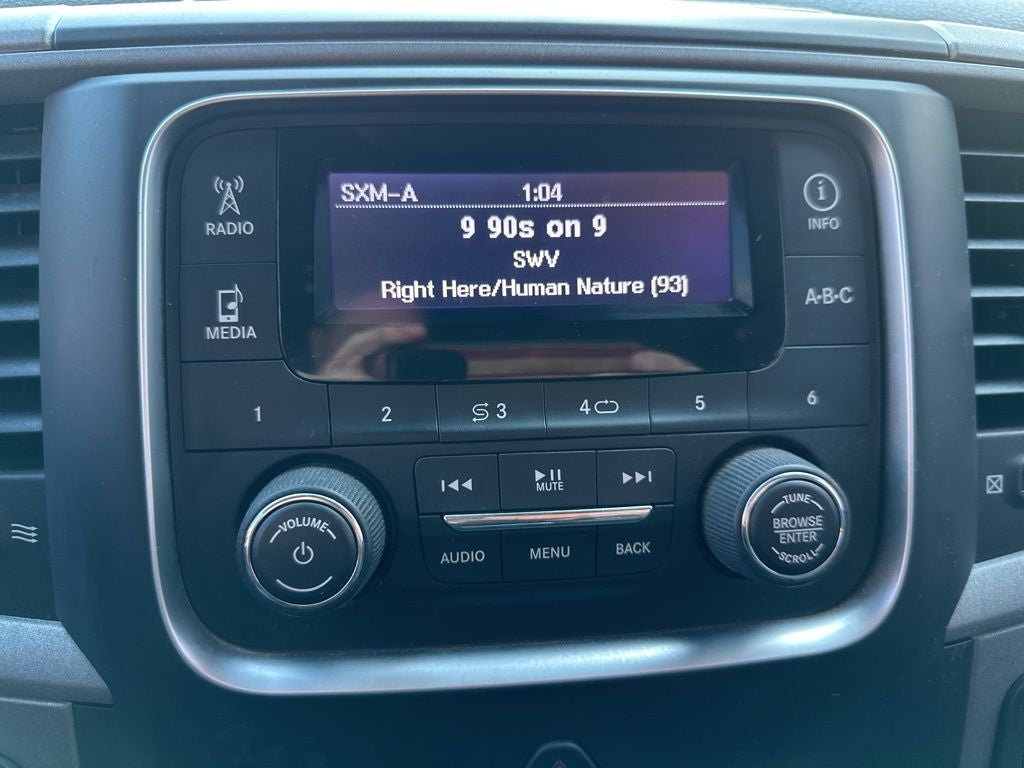 SXM-A 1:04
9 90s on 9
SWV
Right Here/Human Nature (93)
RADIO
MEDIA
INFO
A·B·C
1 2 3 4 5 6
MUTE
AUDIO MENU BACK
VOLUME
TUNE
BROWSE
ENTER
SCROLL